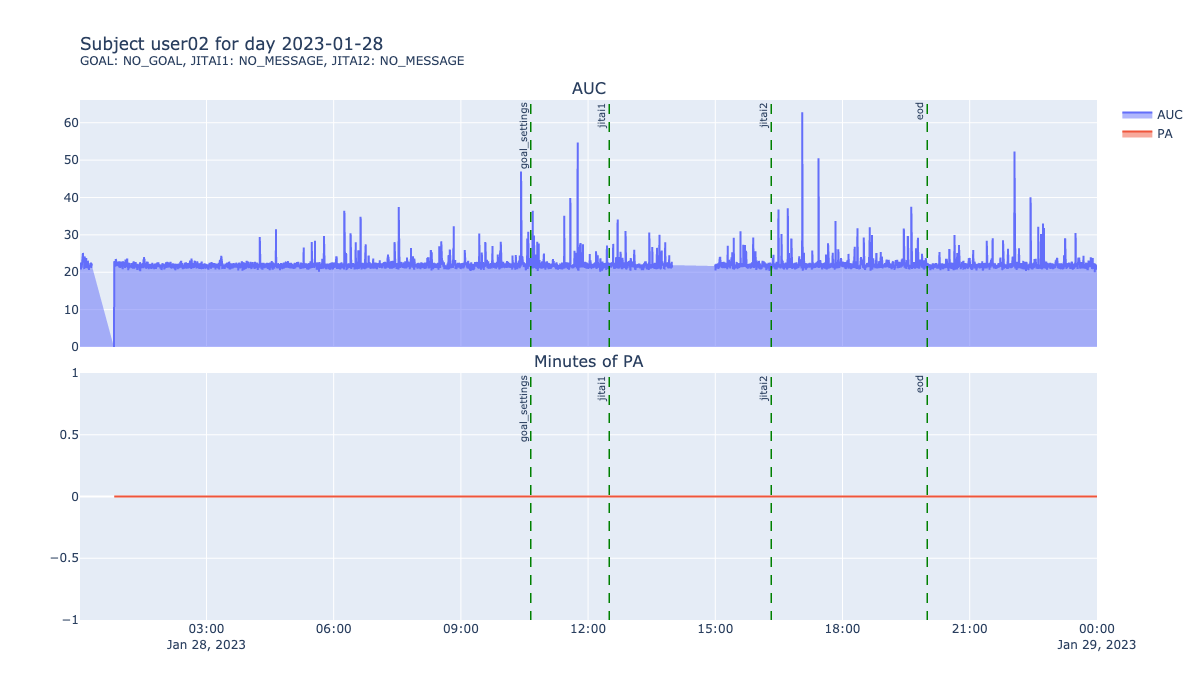 Subject user02 for day 2023-01-28
GOAL: NO_GOAL, JITAI1: NO_MESSAGE, JITAI2: NO_MESSAGE
AUC
goal_settings
jitai1
jitai2
eod
60
50
40
30
20
10
0
AUC
PA
Minutes of PA
goal_settings
jitai1
jitai2
eod
1
0.5
0
−0.5
−1
03:00
06:00
09:00
12:00
15:00
18:00
21:00
00:00
Jan 28, 2023
Jan 29, 2023